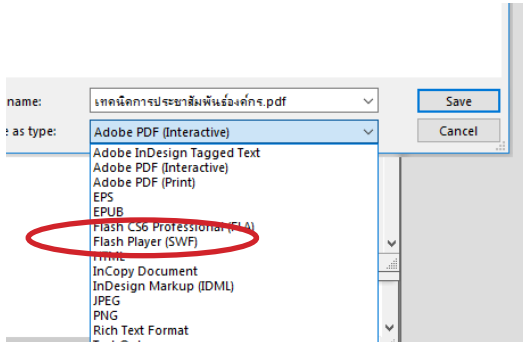 name: เทคนิคการประชาสัมพันธ์องค์กร.pdf Save
e as type: Adobe PDF (Interactive) Cancel
Adobe InDesign Tagged Text
Adobe PDF (Interactive)
Adobe PDF (Print)
EPS
EPUB
Flash CS6 Professional (FLA)
Flash Player (SWF)
HTML
InCopy Document
InDesign Markup (IDML)
JPEG
PNG
Rich Text Format